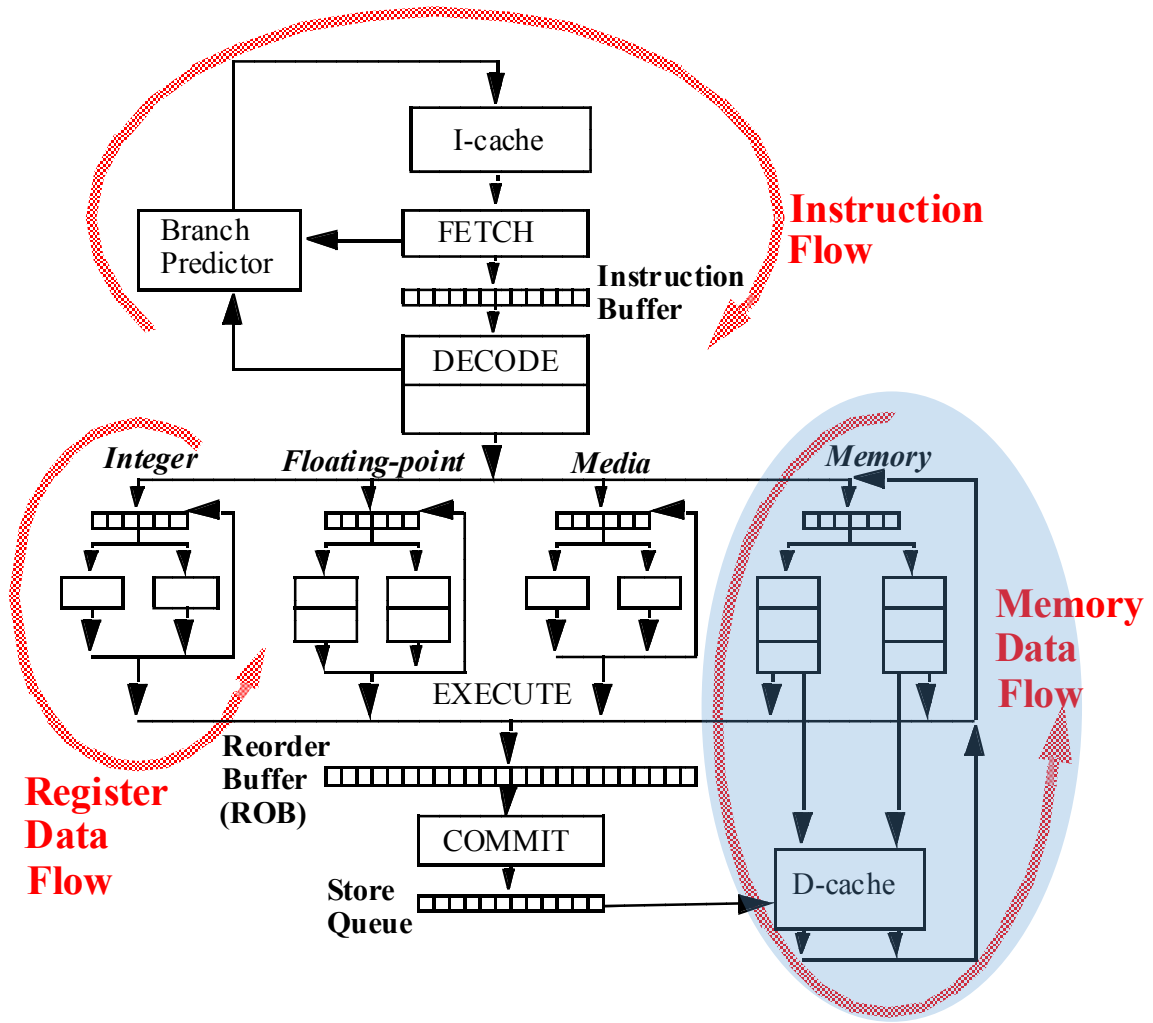 I-cache
Branch
Predictor
FETCH
Instruction
Flow
Instruction
Buffer
DECODE
Integer
Floating-point
Media
Memory
Memory
Data
Flow
EXECUTE
Reorder
Buffer
(ROB)
Register
Data
Flow
COMMIT
Store
Queue
D-cache